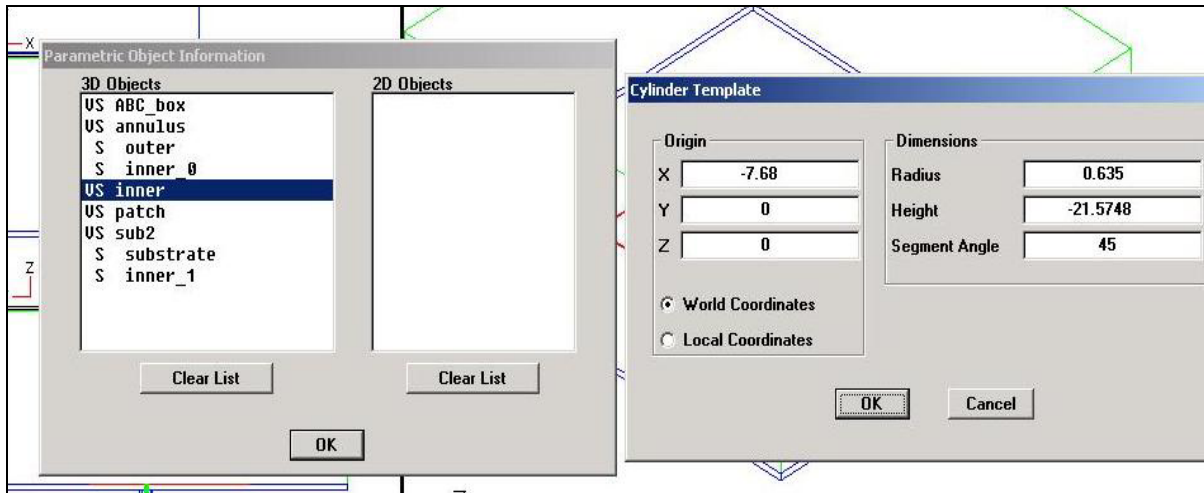 X
Parametric Object Information
3D Objects
VS ABC_box
VS annulus
S outer
S inner_0
VS inner
VS patch
VS sub2
S substrate
S inner_1
Clear List
2D Objects
Clear List
OK
Z
Cylinder Template
Origin
X -7.68
Y 0
Z 0
World Coordinates
Local Coordinates
Dimensions
Radius 0.635
Height -21.5748
Segment Angle 45
OK
Cancel